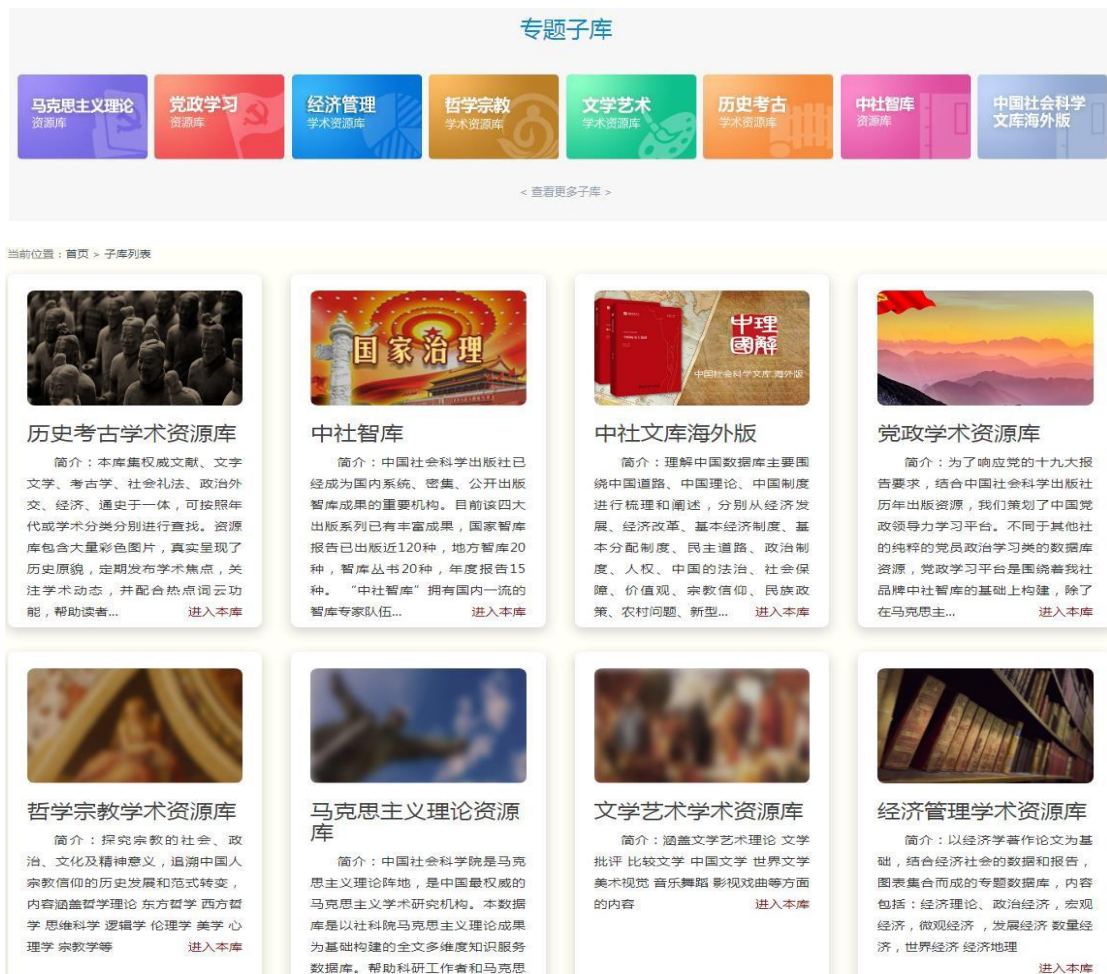 专题子库
马克思主义理论
资源库
党政学习
资源库
经济管理
学术资源库
哲学宗教
学术资源库
文学艺术
学术资源库
历史考古
学术资源库
中社智库
资源库
中国社会科学
文库海外版
< 查看更多子库 >
当前位置：首页 > 子库列表
历史考古学术资源库
简介：本库集权威文献、文字
文学、考古学、社会礼法、政治外
交、经济、通史于一体，可按照年
代或学术分类分别进行查找。资源
库包含大量彩色图片，真实呈现了
历史原貌，定期发布学术焦点，关
注学术动态，并配合热点词云功
能，帮助读者... 进入本库
国家治理
中社智库
简介：中国社会科学出版社已
经成为国内系统、密集、公开出版
智库成果的重要机构。目前该四大
出版系列已有丰富成果，国家智库
报告已出版近120种，地方智库20
种，智库丛书20种，年度报告15
种。 “中社智库”拥有国内一流的
智库专家队伍... 进入本库
中理
國解
中国社会科学文库.海外版
中社文库海外版
简介：理解中国数据库主要围
绕中国道路、中国理论、中国制度
进行梳理和阐述，分别从经济发
展、经济改革、基本经济制度、基
本分配制度、民主道路、政治制
度、人权、中国的法治、社会保
障、价值观、宗教信仰、民族政
策、农村问题、新型... 进入本库
党政学术资源库
简介：为了响应党的十九大报
告要求，结合中国社会科学出版社
历年出版资源，我们策划了中国党
政领导力学习平台。不同于其他社
的纯粹的党员政治学习类的数据库
资源，党政学习平台是围绕着我社
品牌中社智库的基础上构建，除了
在马克思主... 进入本库
哲学宗教学术资源库
简介：探究宗教的社会、政
治、文化及精神意义，追溯中国人
宗教信仰的历史发展和范式转变，
内容涵盖哲学理论 东方哲学 西方哲
学 思维科学 逻辑学 伦理学 美学 心
理学 宗教学等 进入本库
马克思主义理论资源
库
简介：中国社会科学院是马克
思主义理论阵地，是中国最权威的
马克思主义学术研究机构。本数据
库是以社科院马克思主义理论成果
为基础构建的全文多维度知识服务
数据库。帮助科研工作者和马克思
文学艺术学术资源库
简介：涵盖文学艺术理论 文学
批评 比较文学 中国文学 世界文学
美术视觉 音乐舞蹈 影视戏曲等方面
的内容 进入本库
经济管理学术资源库
简介：以经济学著作论文为基
础，结合经济社会的数据和报告，
图表集合而成的专题数据库，内容
包括：经济理论、政治经济，宏观
经济，微观经济 ，发展经济 数量经
济，世界经济 经济地理
进入本库